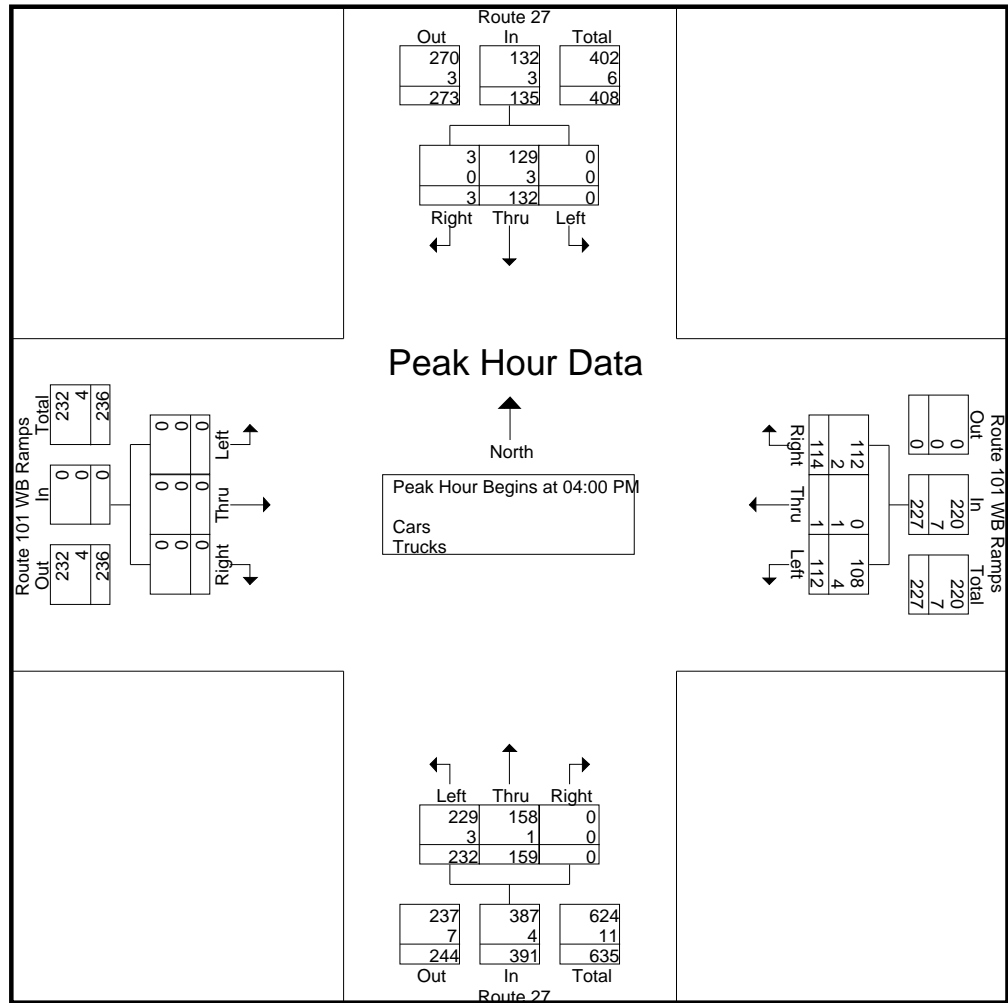 Route 27
Out In Total
270 132 402
3 3 6
273 135 408
3 129 0
0 3 0
3 132 0
Right Thru Left
Peak Hour Data
North
Peak Hour Begins at 04:00 PM
Cars
Trucks
Route 101 WB Ramps
Out In Total
232 0 232
4 0 4
236 0 236
Right Thru Left
0 0 0
0 0 0
0 0 0
Route 101 WB Ramps
Out In Total
0 220 220
0 7 7
0 227 227
112 0 108
2 1 4
114 1 112
Right Thru Left
Left Thru Right
229 158 0
3 1 0
232 159 0
237 387 624
7 4 11
244 391 635
Out In Total
Route 27